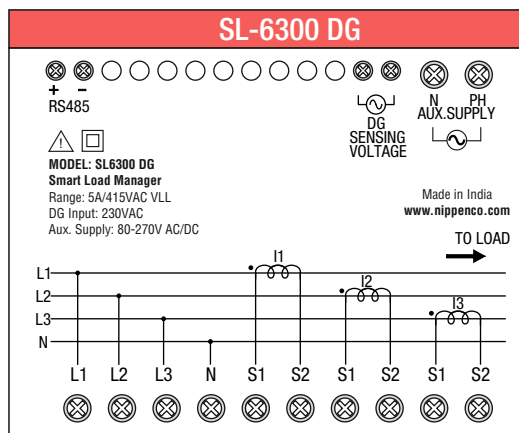 SL-6300 DG
+ −
RS485
N PH
AUX.SUPPLY
DG
SENSING
VOLTAGE
MODEL: SL6300 DG
Smart Load Manager
Range: 5A/415VAC VLL
DG Input: 230VAC
Aux. Supply: 80-270V AC/DC
Made in India
www.nippenco.com
TO LOAD
I1
L1
I2
L2
I3
L3
N
L1 L2 L3 N S1 S2 S1 S2 S1 S2